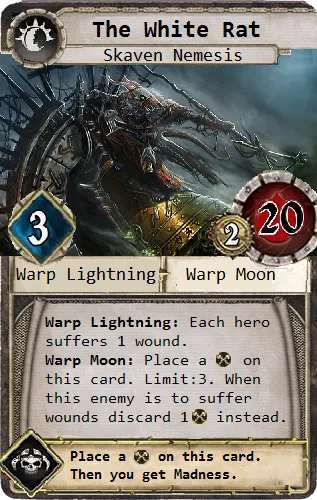 The White Rat
Skaven Nemesis
3
2
20
Warp Lightning
Warp Moon
Warp Lightning: Each hero
suffers 1 wound.
Warp Moon: Place a on
this card. Limit:3. When
this enemy is to suffer
wounds discard 1 instead.
Place a on this card.
Then you get Madness.